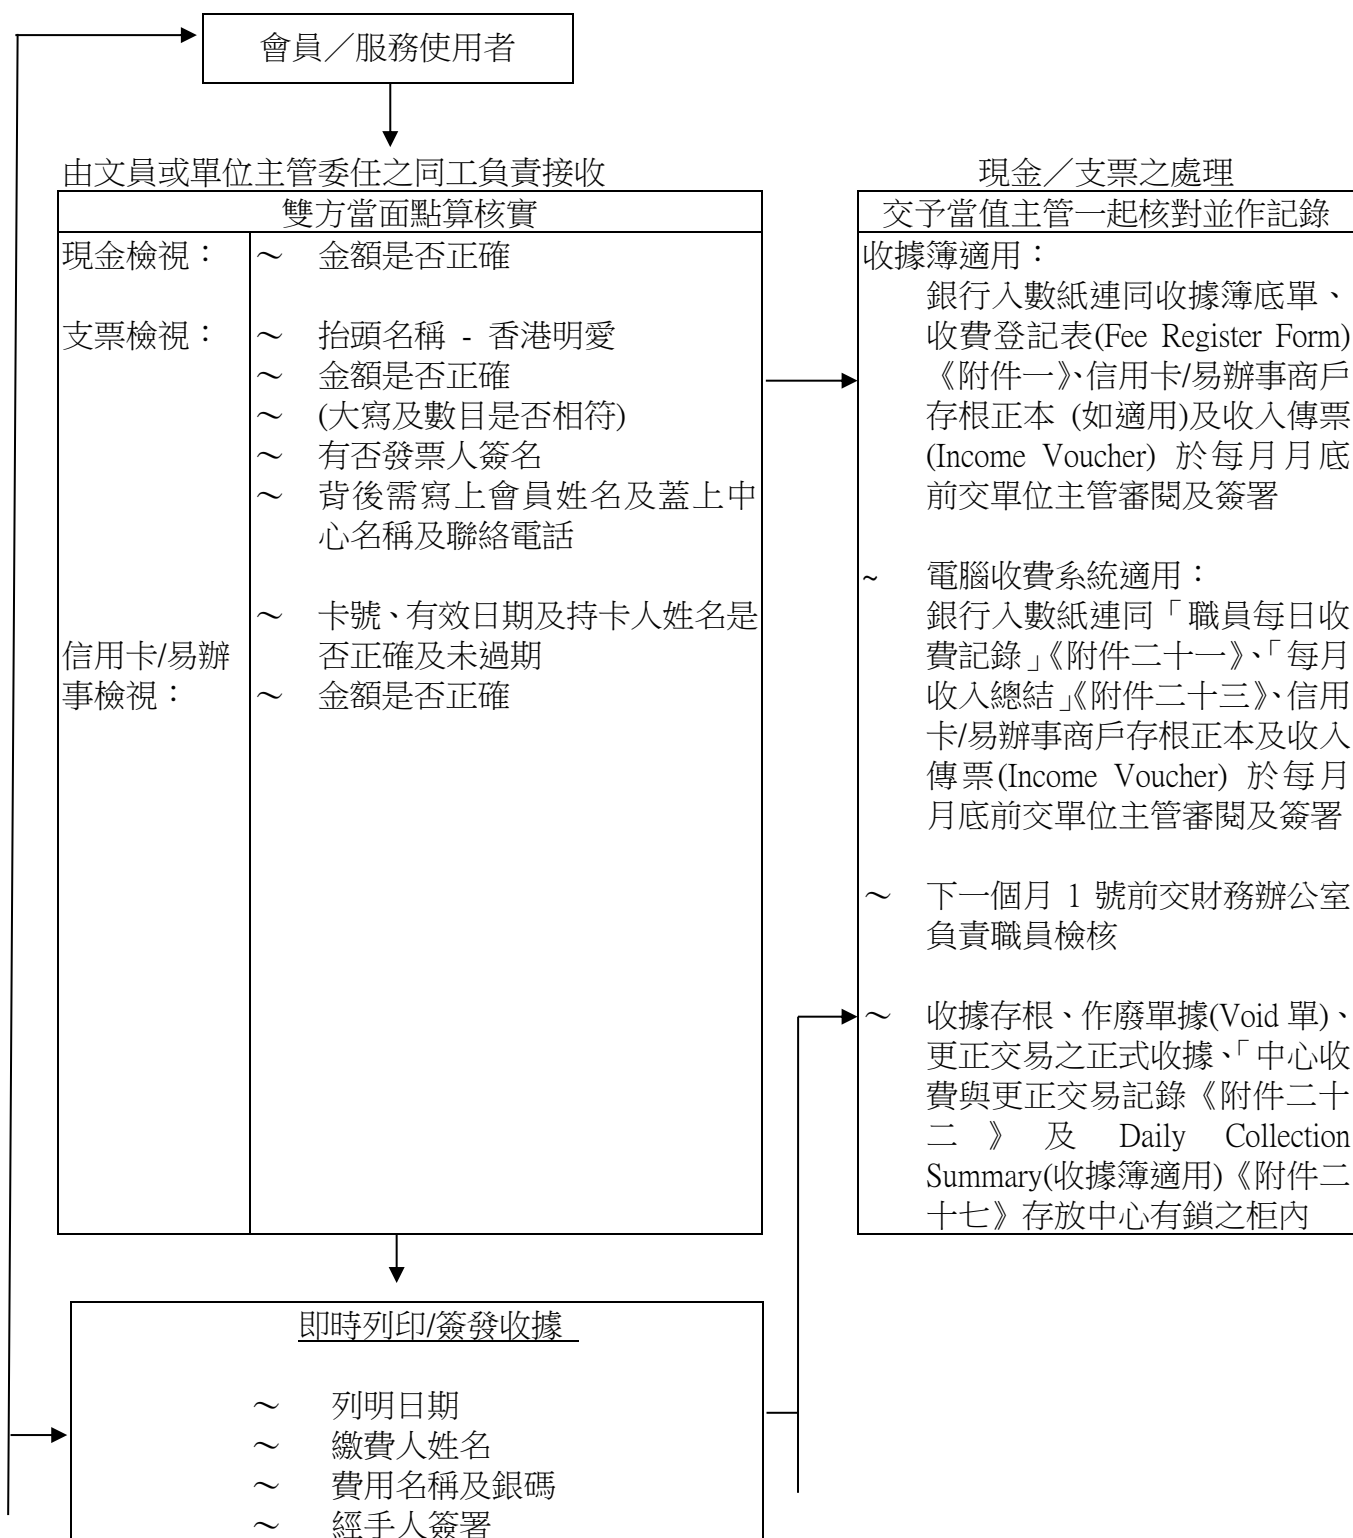 會員／服務使用者
由文員或單位主管委任之同工負責接收
雙方當面點算核實
現金檢視：
～ 金額是否正確
支票檢視：
～ 抬頭名稱 - 香港明愛
～ 金額是否正確
～ (大寫及數目是否相符)
～ 有否發票人簽名
～ 背後需寫上會員姓名及蓋上中
心名稱及聯絡電話
信用卡/易辦
事檢視：
～ 卡號、有效日期及持卡人姓名是
否正確及未過期
～ 金額是否正確
現金／支票之處理
交予當值主管一起核對並作記錄
收據簿適用：
銀行入數紙連同收據簿底單、
收費登記表(Fee Register Form)
《附件一》、信用卡/易辦事商戶
存根正本 (如適用)及收入傳票
(Income Voucher) 於每月月底
前交單位主管審閱及簽署
~ 電腦收費系統適用：
銀行入數紙連同「職員每日收
費記錄」《附件二十一》、「每月
收入總結」《附件二十三》、信用
卡/易辦事商戶存根正本及收入
傳票(Income Voucher) 於每月
月底前交單位主管審閱及簽署
～ 下一個月 1 號前交財務辦公室
負責職員檢核
～ 收據存根、作廢單據(Void 單)、
更正交易之正式收據、「中心收
費與更正交易記錄《附件二十
二》及 Daily Collection
Summary(收據簿適用)《附件二
十七》存放中心有鎖之柜內
即時列印/簽發收據
～ 列明日期
～ 繳費人姓名
～ 費用名稱及銀碼
～ 經手人簽署